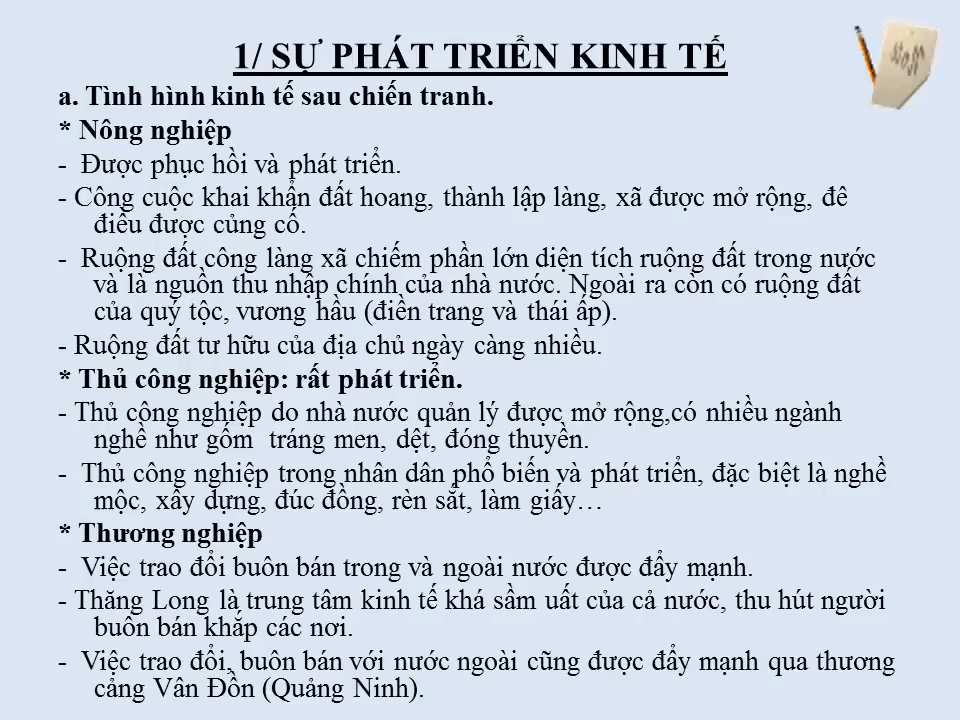 1/ SỰ PHÁT TRIỂN KINH TẾ
a. Tình hình kinh tế sau chiến tranh.
* Nông nghiệp
- Được phục hồi và phát triển.
- Công cuộc khai khẩn đất hoang, thành lập làng, xã được mở rộng, đê
điều được củng cố.
- Ruộng đất công làng xã chiếm phần lớn diện tích ruộng đất trong nước
và là nguồn thu nhập chính của nhà nước. Ngoài ra còn có ruộng đất
của quý tộc, vương hầu (điền trang và thái ấp).
- Ruộng đất tư hữu của địa chủ ngày càng nhiều.
* Thủ công nghiệp: rất phát triển.
- Thủ công nghiệp do nhà nước quản lý được mở rộng,có nhiều ngành
nghề như gốm  tráng men, dệt, đóng thuyền.
- Thủ công nghiệp trong nhân dân phổ biến và phát triển, đặc biệt là nghề
mộc, xây dựng, đúc đồng, rèn sắt, làm giấy…
* Thương nghiệp
- Việc trao đổi buôn bán trong và ngoài nước được đẩy mạnh.
- Thăng Long là trung tâm kinh tế khá sầm uất của cả nước, thu hút người
buôn bán khắp các nơi.
- Việc trao đổi, buôn bán với nước ngoài cũng được đẩy mạnh qua thương
cảng Vân Đồn (Quảng Ninh).